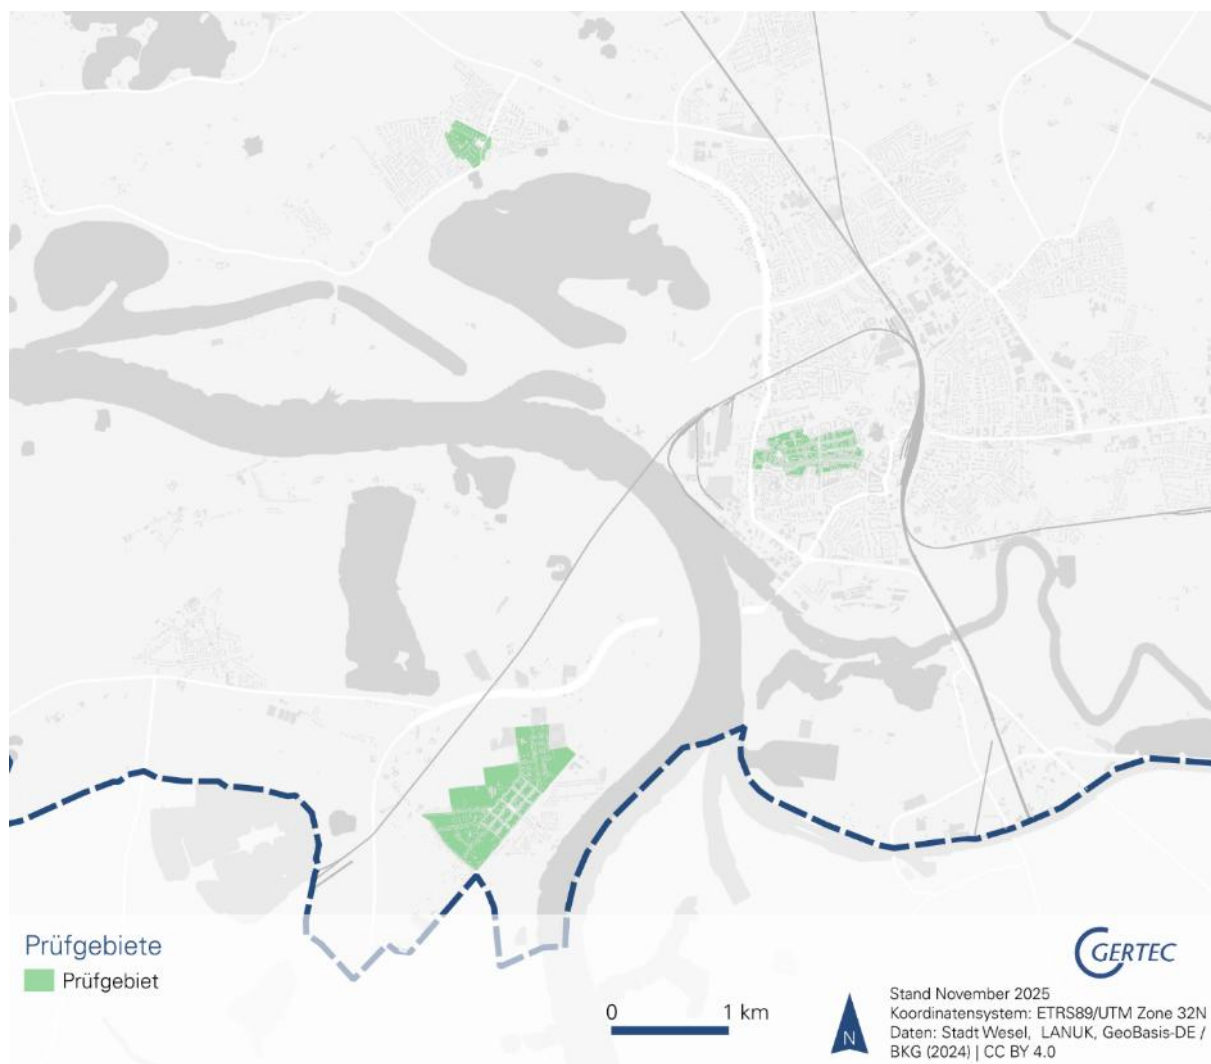 Prüfgebiete
Prüfgebiet
0 1 km
N
GERTEC
Stand November 2025
Koordinatensystem: ETRS89/UTM Zone 32N
Daten: Stadt Wesel, LANUK, GeoBasis-DE /
BKG (2024) | CC BY 4.0